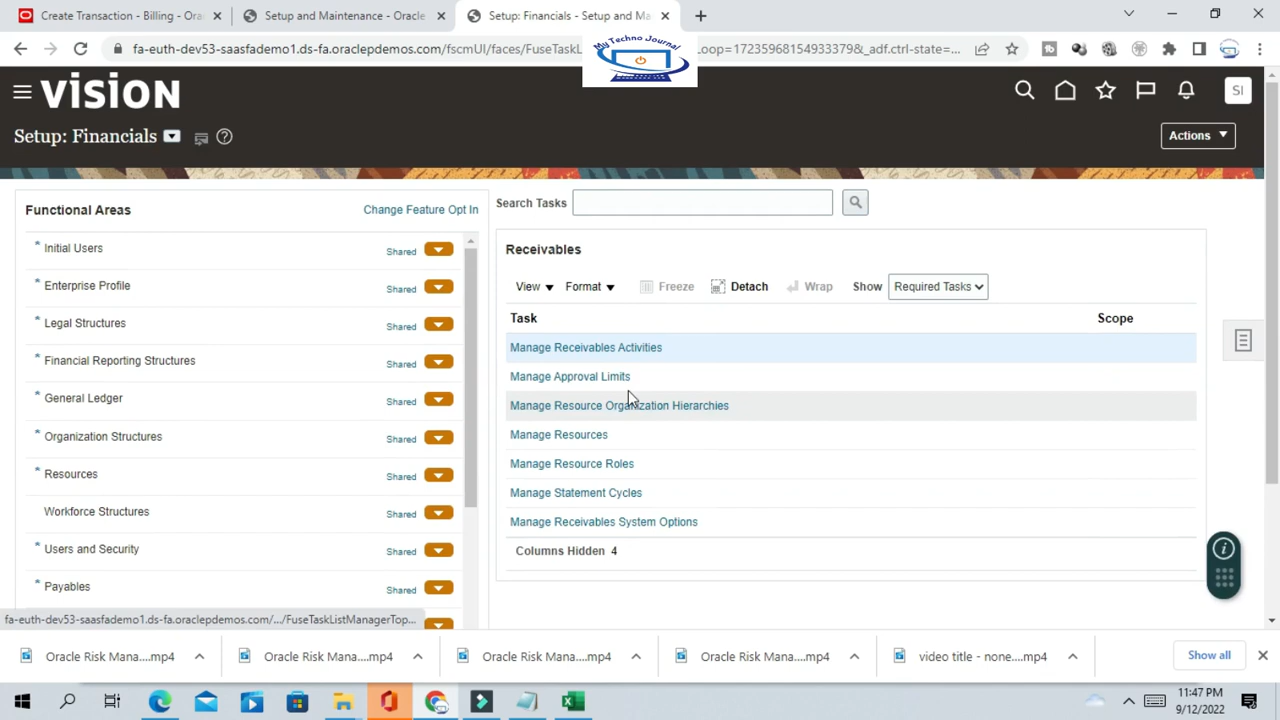 Create Transaction - Billing - Ora
Setup and Maintenance - Oracle
Setup: Financials - Setup and Ma
fa-euth-dev53-saasfademo1.ds-fa.oraclepdemos.com/fscmUI/faces/FuseTaskL
Loop=17235968154933379&_adf.ctrl-state=...
My Techno Journal
VISION
SI
Setup: Financials
Actions
Functional Areas
Change Feature Opt In
* Initial Users Shared
* Enterprise Profile Shared
* Legal Structures Shared
* Financial Reporting Structures Shared
* General Ledger Shared
* Organization Structures Shared
* Resources Shared
Workforce Structures Shared
* Users and Security Shared
* Payables Shared
Search Tasks
Receivables
View Format Freeze Detach Wrap Show Required Tasks
Task Scope
Manage Receivables Activities
Manage Approval Limits
Manage Resource Organization Hierarchies
Manage Resources
Manage Resource Roles
Manage Statement Cycles
Manage Receivables System Options
Columns Hidden 4
fa-euth-dev53-saasfademo1.ds-fa.oraclepdemos.com/.../FuseTaskListManagerTop...
Oracle Risk Mana....mp4
Oracle Risk Mana....mp4
Oracle Risk Mana....mp4
Oracle Risk Mana....mp4
video title - none....mp4
Show all
11:47 PM
9/12/2022